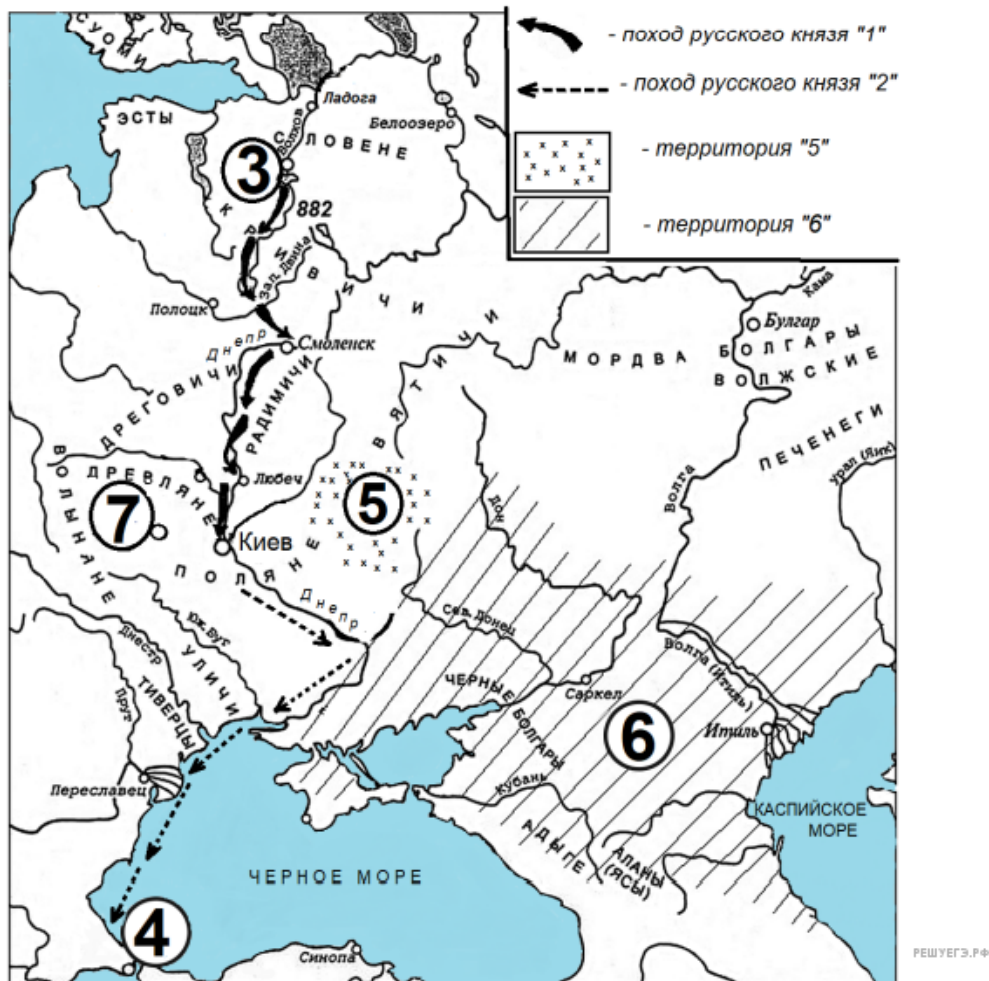 - поход русского князя "1"
- поход русского князя "2"
- территория "5"
- территория "6"
СУОМИ
ЭСТЫ
Ладога
Волхов
Белоозеро
СЛОВЕНЕ
3
882
КРИВИЧИ
Зап. Двина
Полоцк
Днепр
Смоленск
ВЯТИЧИ
МОРДВА
БОЛГАРЫ
ВОЛЖСКИЕ
Булгар
Кама
ПЕЧЕНЕГИ
Урал (Яик)
Волга
ДРЕГОВИЧИ
РАДИМИЧИ
Любеч
ВОЛЫНЯНЕ
ДРЕВЛЯНЕ
7
5
Дон
Киев
ПОЛЯНЕ
Днепр
Сев. Донец
Юж. Буг
УЛИЧИ
Днестр
ТИВЕРЦЫ
Прут
Переславец
ЧЕРНЫЕ БОЛГАРЫ
Саркел
Волга (Итиль)
6
Итиль
Кубань
АДЫГЕ
АЛАНЫ
(ЯСЫ)
КАСПИЙСКОЕ
МОРЕ
ЧЕРНОЕ МОРЕ
4
Синопа
РЕШУЕГЭ.РФ